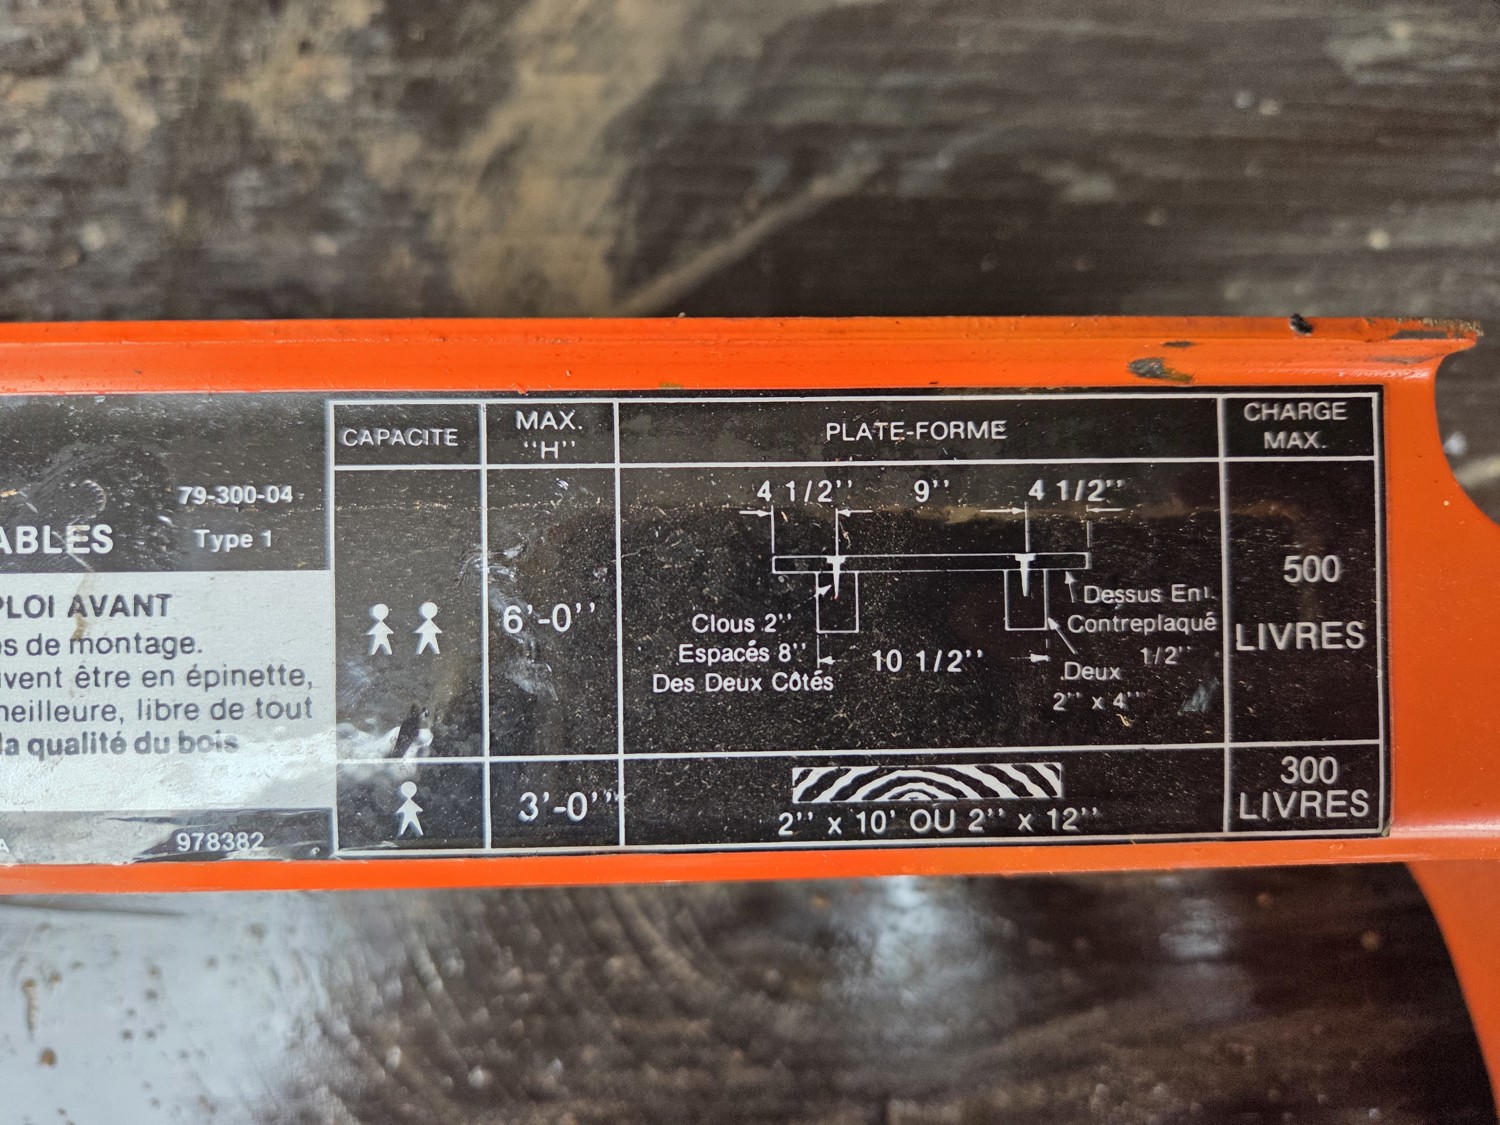 79-300-04
ABLES Type 1
PLOI AVANT
s de montage.
vent être en épinette,
meilleure, libre de tout
la qualité du bois
A 978382
CAPACITE
MAX.
"H"
PLATE-FORME
CHARGE
MAX.
6'-0''
4 1/2'' 9'' 4 1/2''
Clous 2''
Espacés 8''
Des Deux Côtés
10 1/2''
Dessus En
Contreplaqué
1/2''
Deux
2'' x 4''
500
LIVRES
3'-0''
2'' x 10' OU 2'' x 12''
300
LIVRES